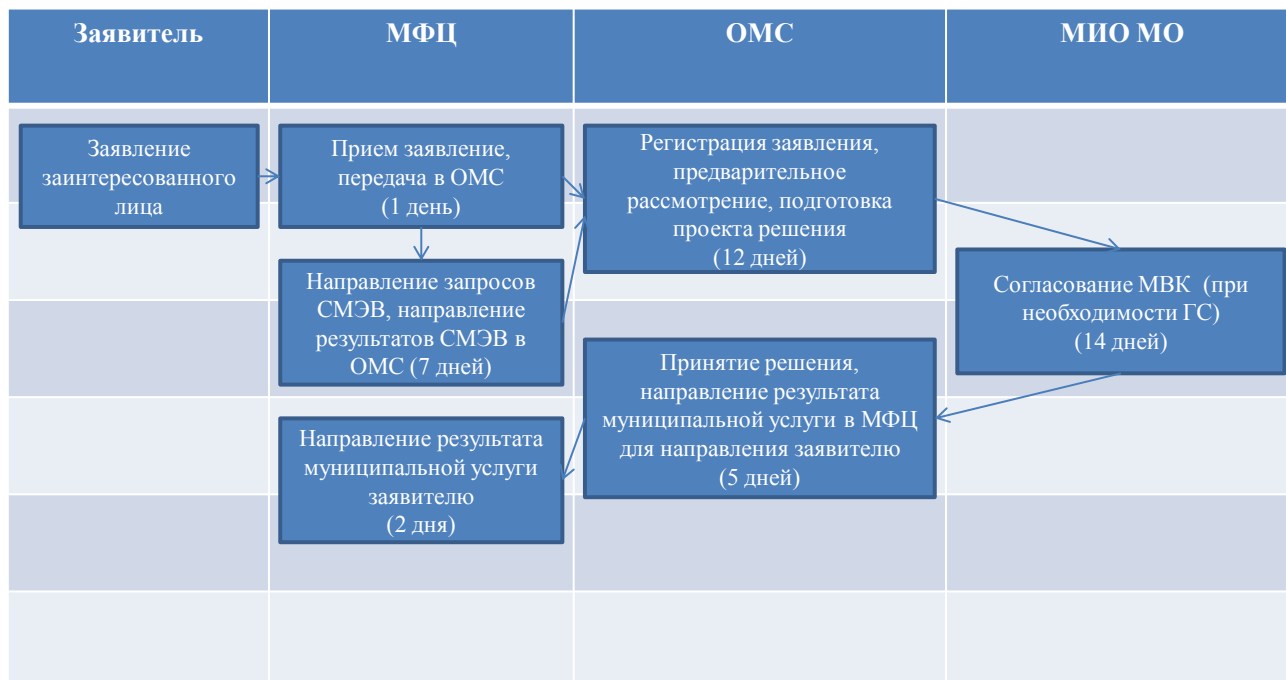 Заявитель
МФЦ
ОМС
МИО МО
Заявление
заинтересованного
лица
Прием заявление,
передача в ОМС
(1 день)
Регистрация заявления,
предварительное
рассмотрение, подготовка
проекта решения
(12 дней)
Направление запросов
СМЭВ, направление
результатов СМЭВ в
ОМС (7 дней)
Согласование МВК (при
необходимости ГС)
(14 дней)
Принятие решения,
направление результата
муниципальной услуги в МФЦ
для направления заявителю
(5 дней)
Направление результата
муниципальной услуги
заявителю
(2 дня)